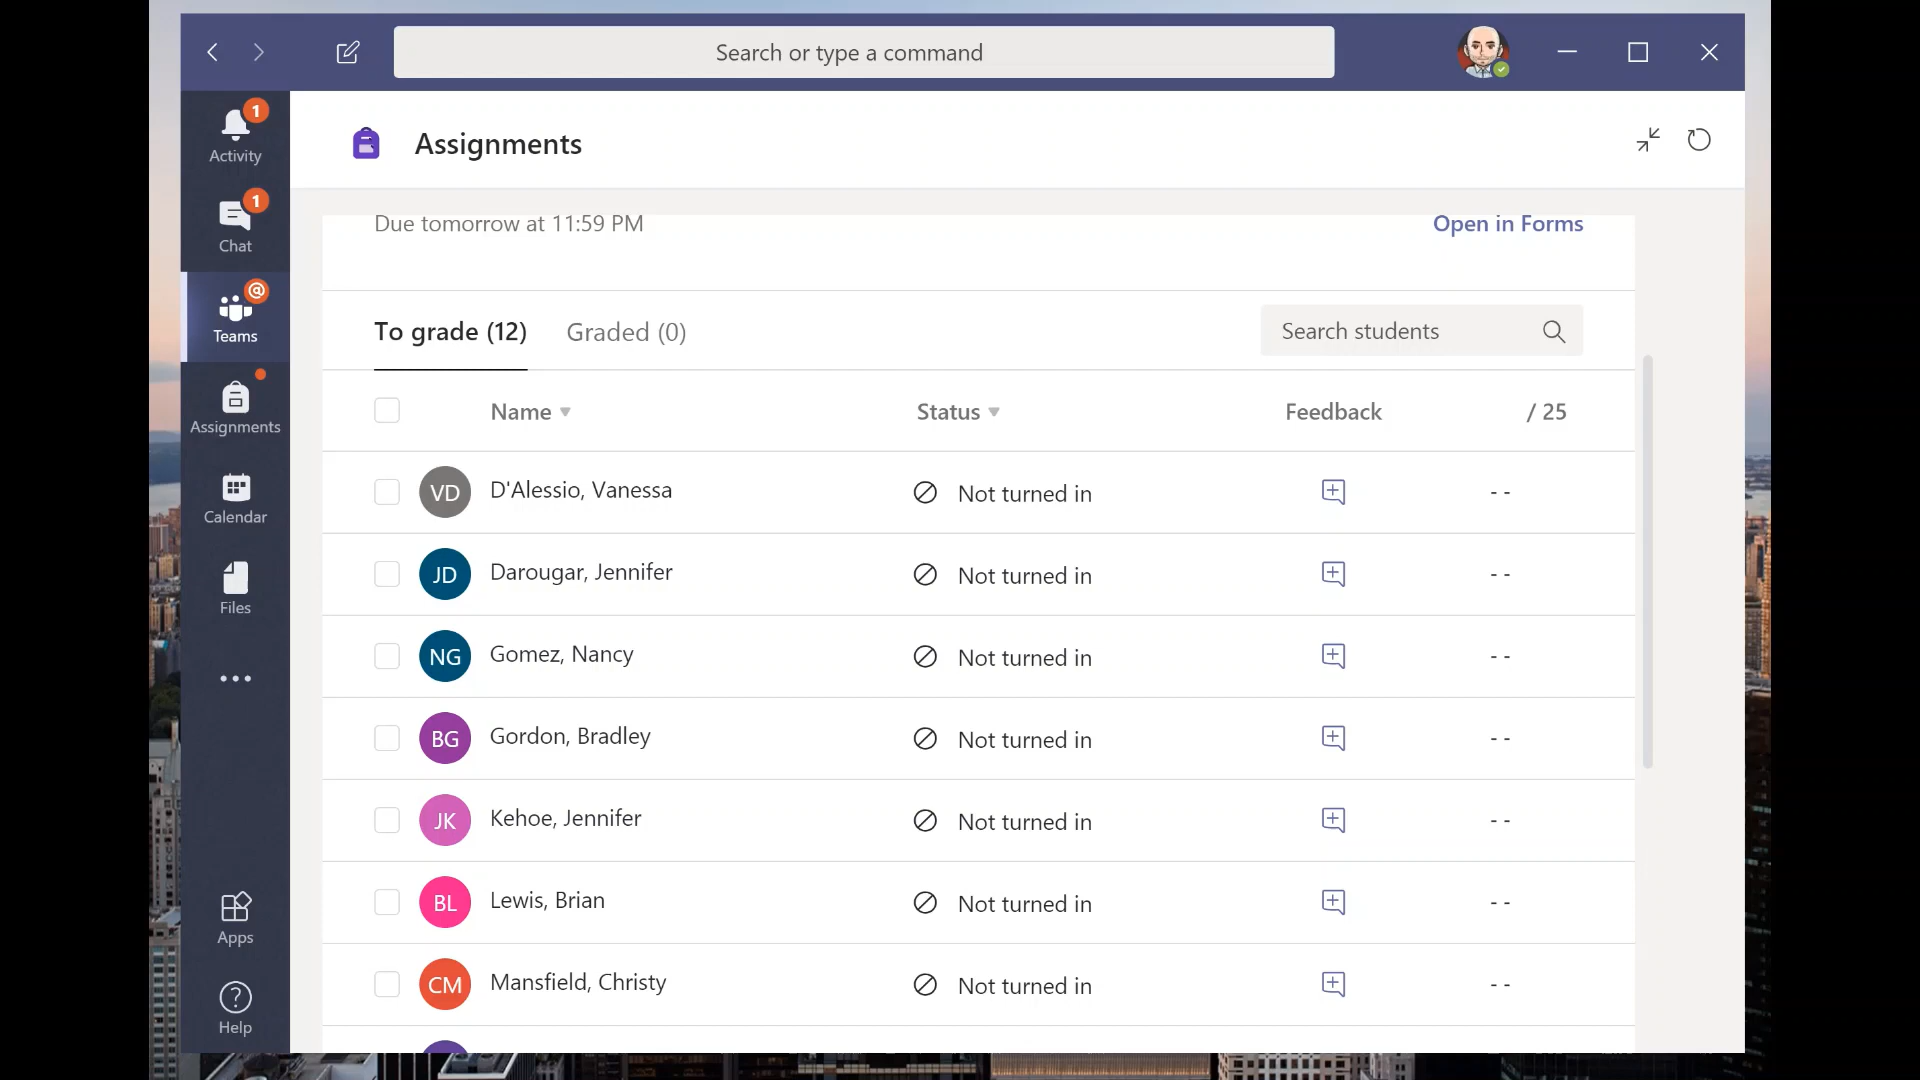 Search or type a command
1
Activity
1
Chat
@
Teams
Assignments
Calendar
Files
Apps
Help
Assignments
Due tomorrow at 11:59 PM
Open in Forms
To grade (12)
Graded (0)
Search students
Name
Status
Feedback
/ 25
VD D'Alessio, Vanessa Not turned in - -
JD Darougar, Jennifer Not turned in - -
NG Gomez, Nancy Not turned in - -
BG Gordon, Bradley Not turned in - -
JK Kehoe, Jennifer Not turned in - -
BL Lewis, Brian Not turned in - -
CM Mansfield, Christy Not turned in - -